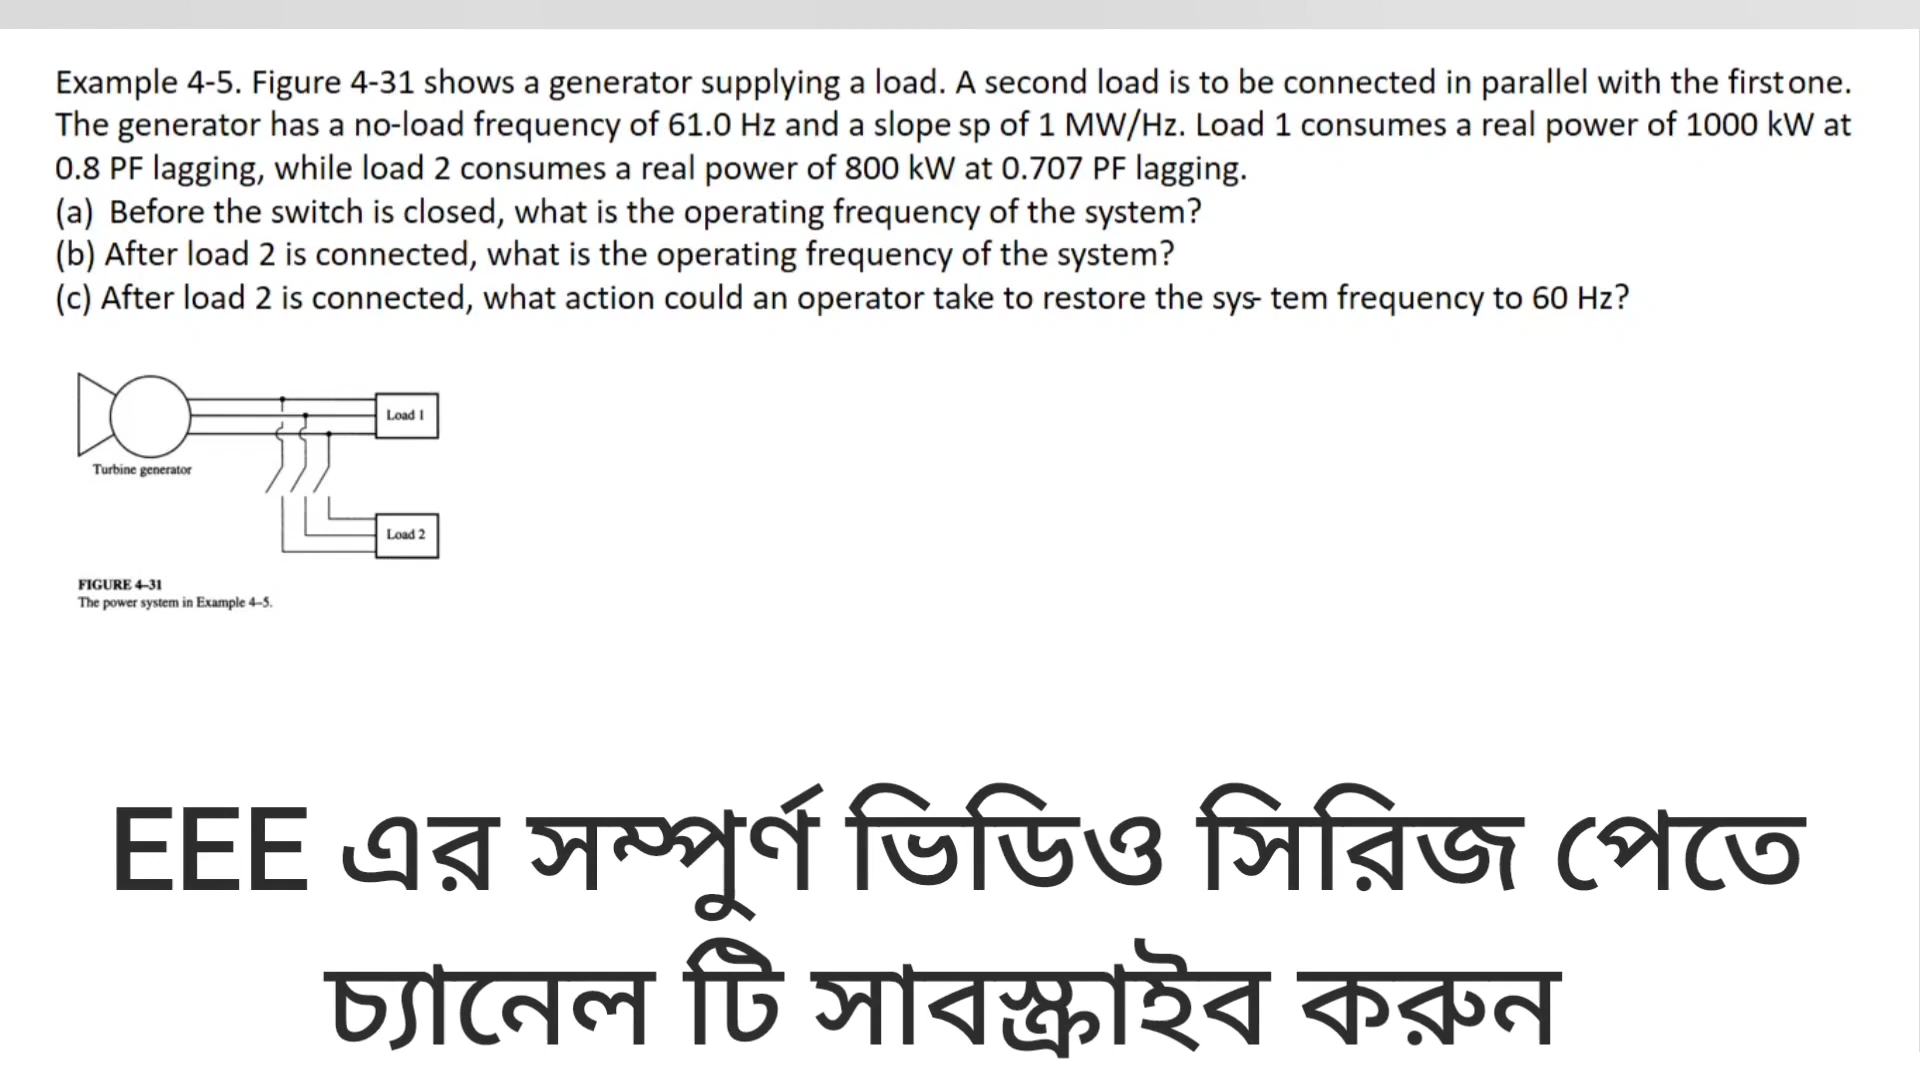 Example 4-5. Figure 4-31 shows a generator supplying a load. A second load is to be connected in parallel with the first one.
The generator has a no-load frequency of 61.0 Hz and a slope sp of 1 MW/Hz. Load 1 consumes a real power of 1000 kW at
0.8 PF lagging, while load 2 consumes a real power of 800 kW at 0.707 PF lagging.
(a) Before the switch is closed, what is the operating frequency of the system?
(b) After load 2 is connected, what is the operating frequency of the system?
(c) After load 2 is connected, what action could an operator take to restore the sys- tem frequency to 60 Hz?
Load 1
Turbine generator
Load 2
FIGURE 4–31
The power system in Example 4–5.
EEE এর সম্পুর্ণ ভিডিও সিরিজ পেতে
চ্যানেল টি সাবস্ক্রাইব করুন